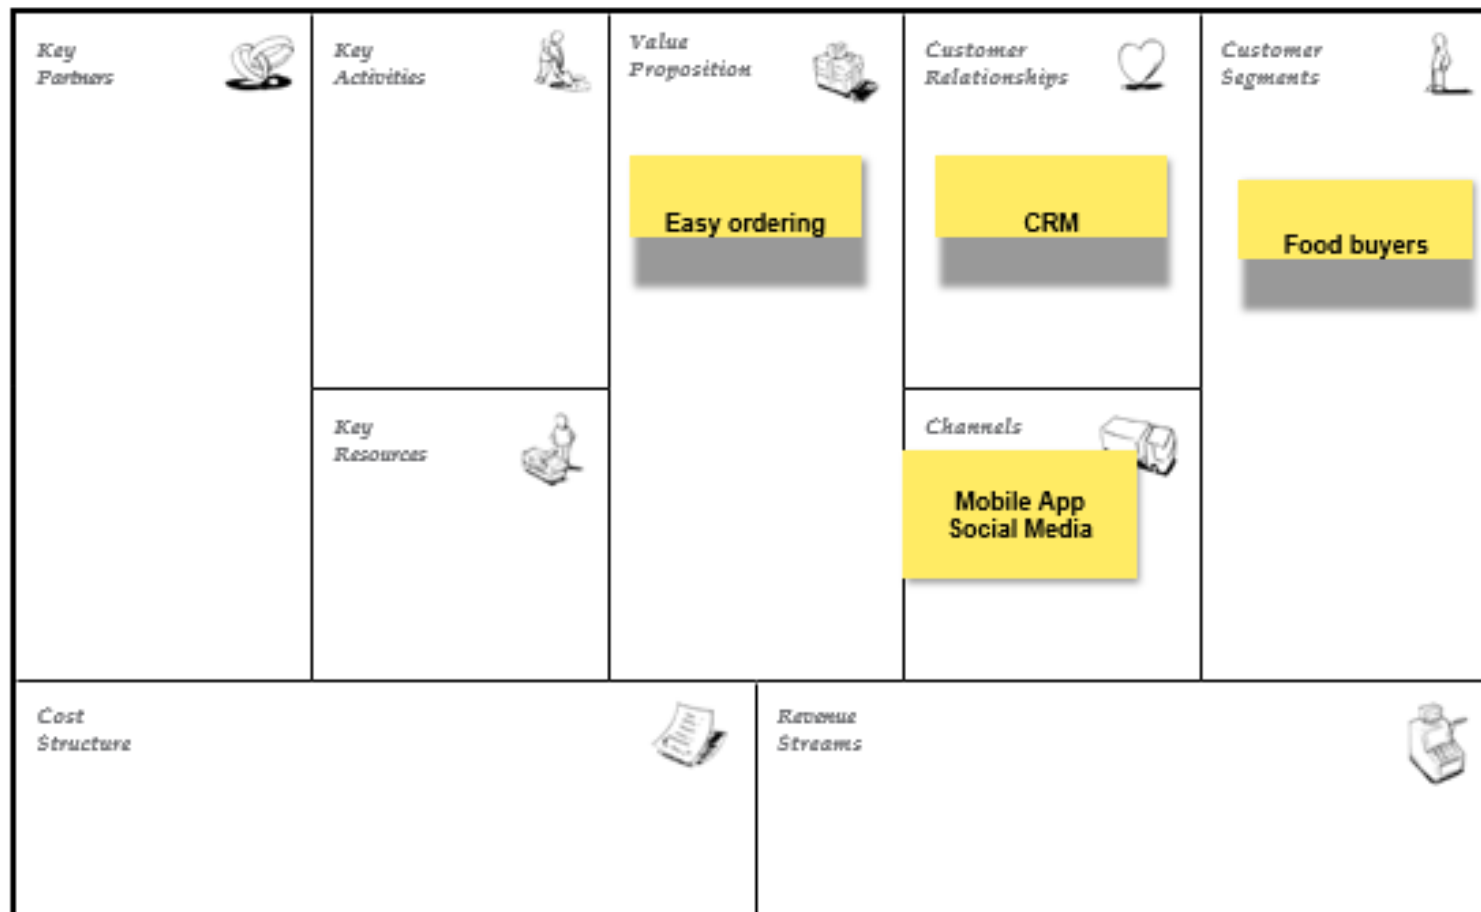 Key
Partners
Key
Activities
Value
Proposition
Customer
Relationships
Customer
Segments
Easy ordering
CRM
Food buyers
Key
Resources
Channels
Mobile App
Social Media
Cost
Structure
Revenue
Streams